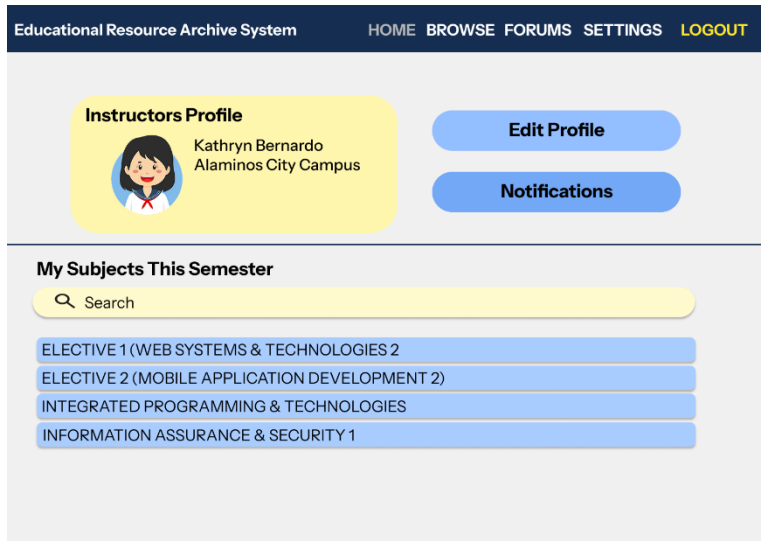 Educational Resource Archive System HOME BROWSE FORUMS SETTINGS LOGOUT
Instructors Profile
Kathryn Bernardo
Alaminos City Campus
Edit Profile
Notifications
My Subjects This Semester
Search
ELECTIVE 1 (WEB SYSTEMS & TECHNOLOGIES 2
ELECTIVE 2 (MOBILE APPLICATION DEVELOPMENT 2)
INTEGRATED PROGRAMMING & TECHNOLOGIES
INFORMATION ASSURANCE & SECURITY 1